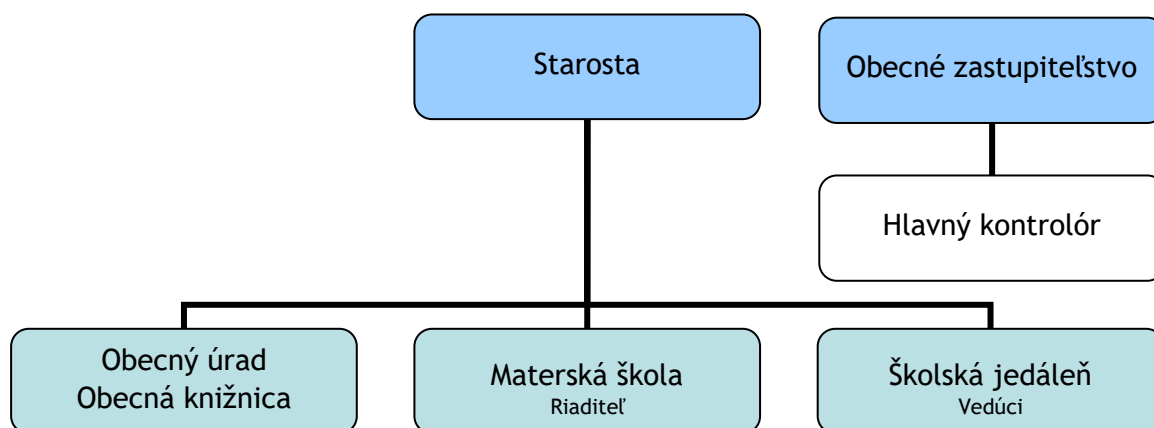 Starosta
Obecné zastupiteľstvo
Hlavný kontrolór
Obecný úrad
Obecná knižnica
Materská škola
Riaditeľ
Školská jedáleň
Vedúci